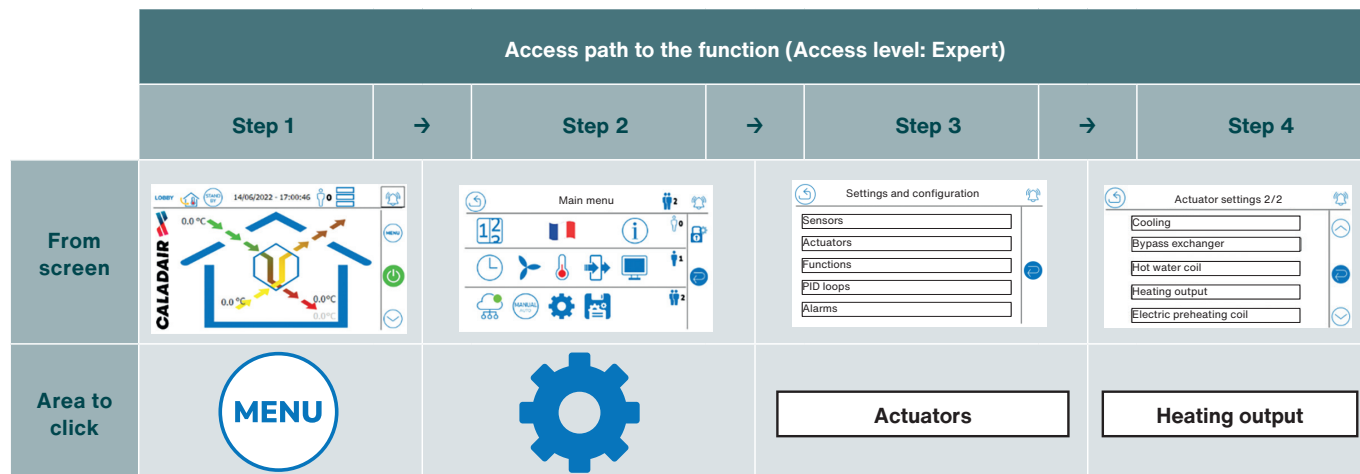 Access path to the function (Access level: Expert)
Step 1 → Step 2 → Step 3 → Step 4
From
screen
LOBBY STAND BY 14/06/2022 - 17:00:46 0
CALADAIR
MENU
0.0 °C
0.0 °C
0.0°C
0.0°C
Main menu 2
12 2 i 0
1
MANUAL AUTO 2
Settings and configuration
Sensors
Actuators
Functions
PID loops
Alarms
Actuator settings 2/2
Cooling
Bypass exchanger
Hot water coil
Heating output
Electric preheating coil
Area to
click
MENU
Actuators
Heating output